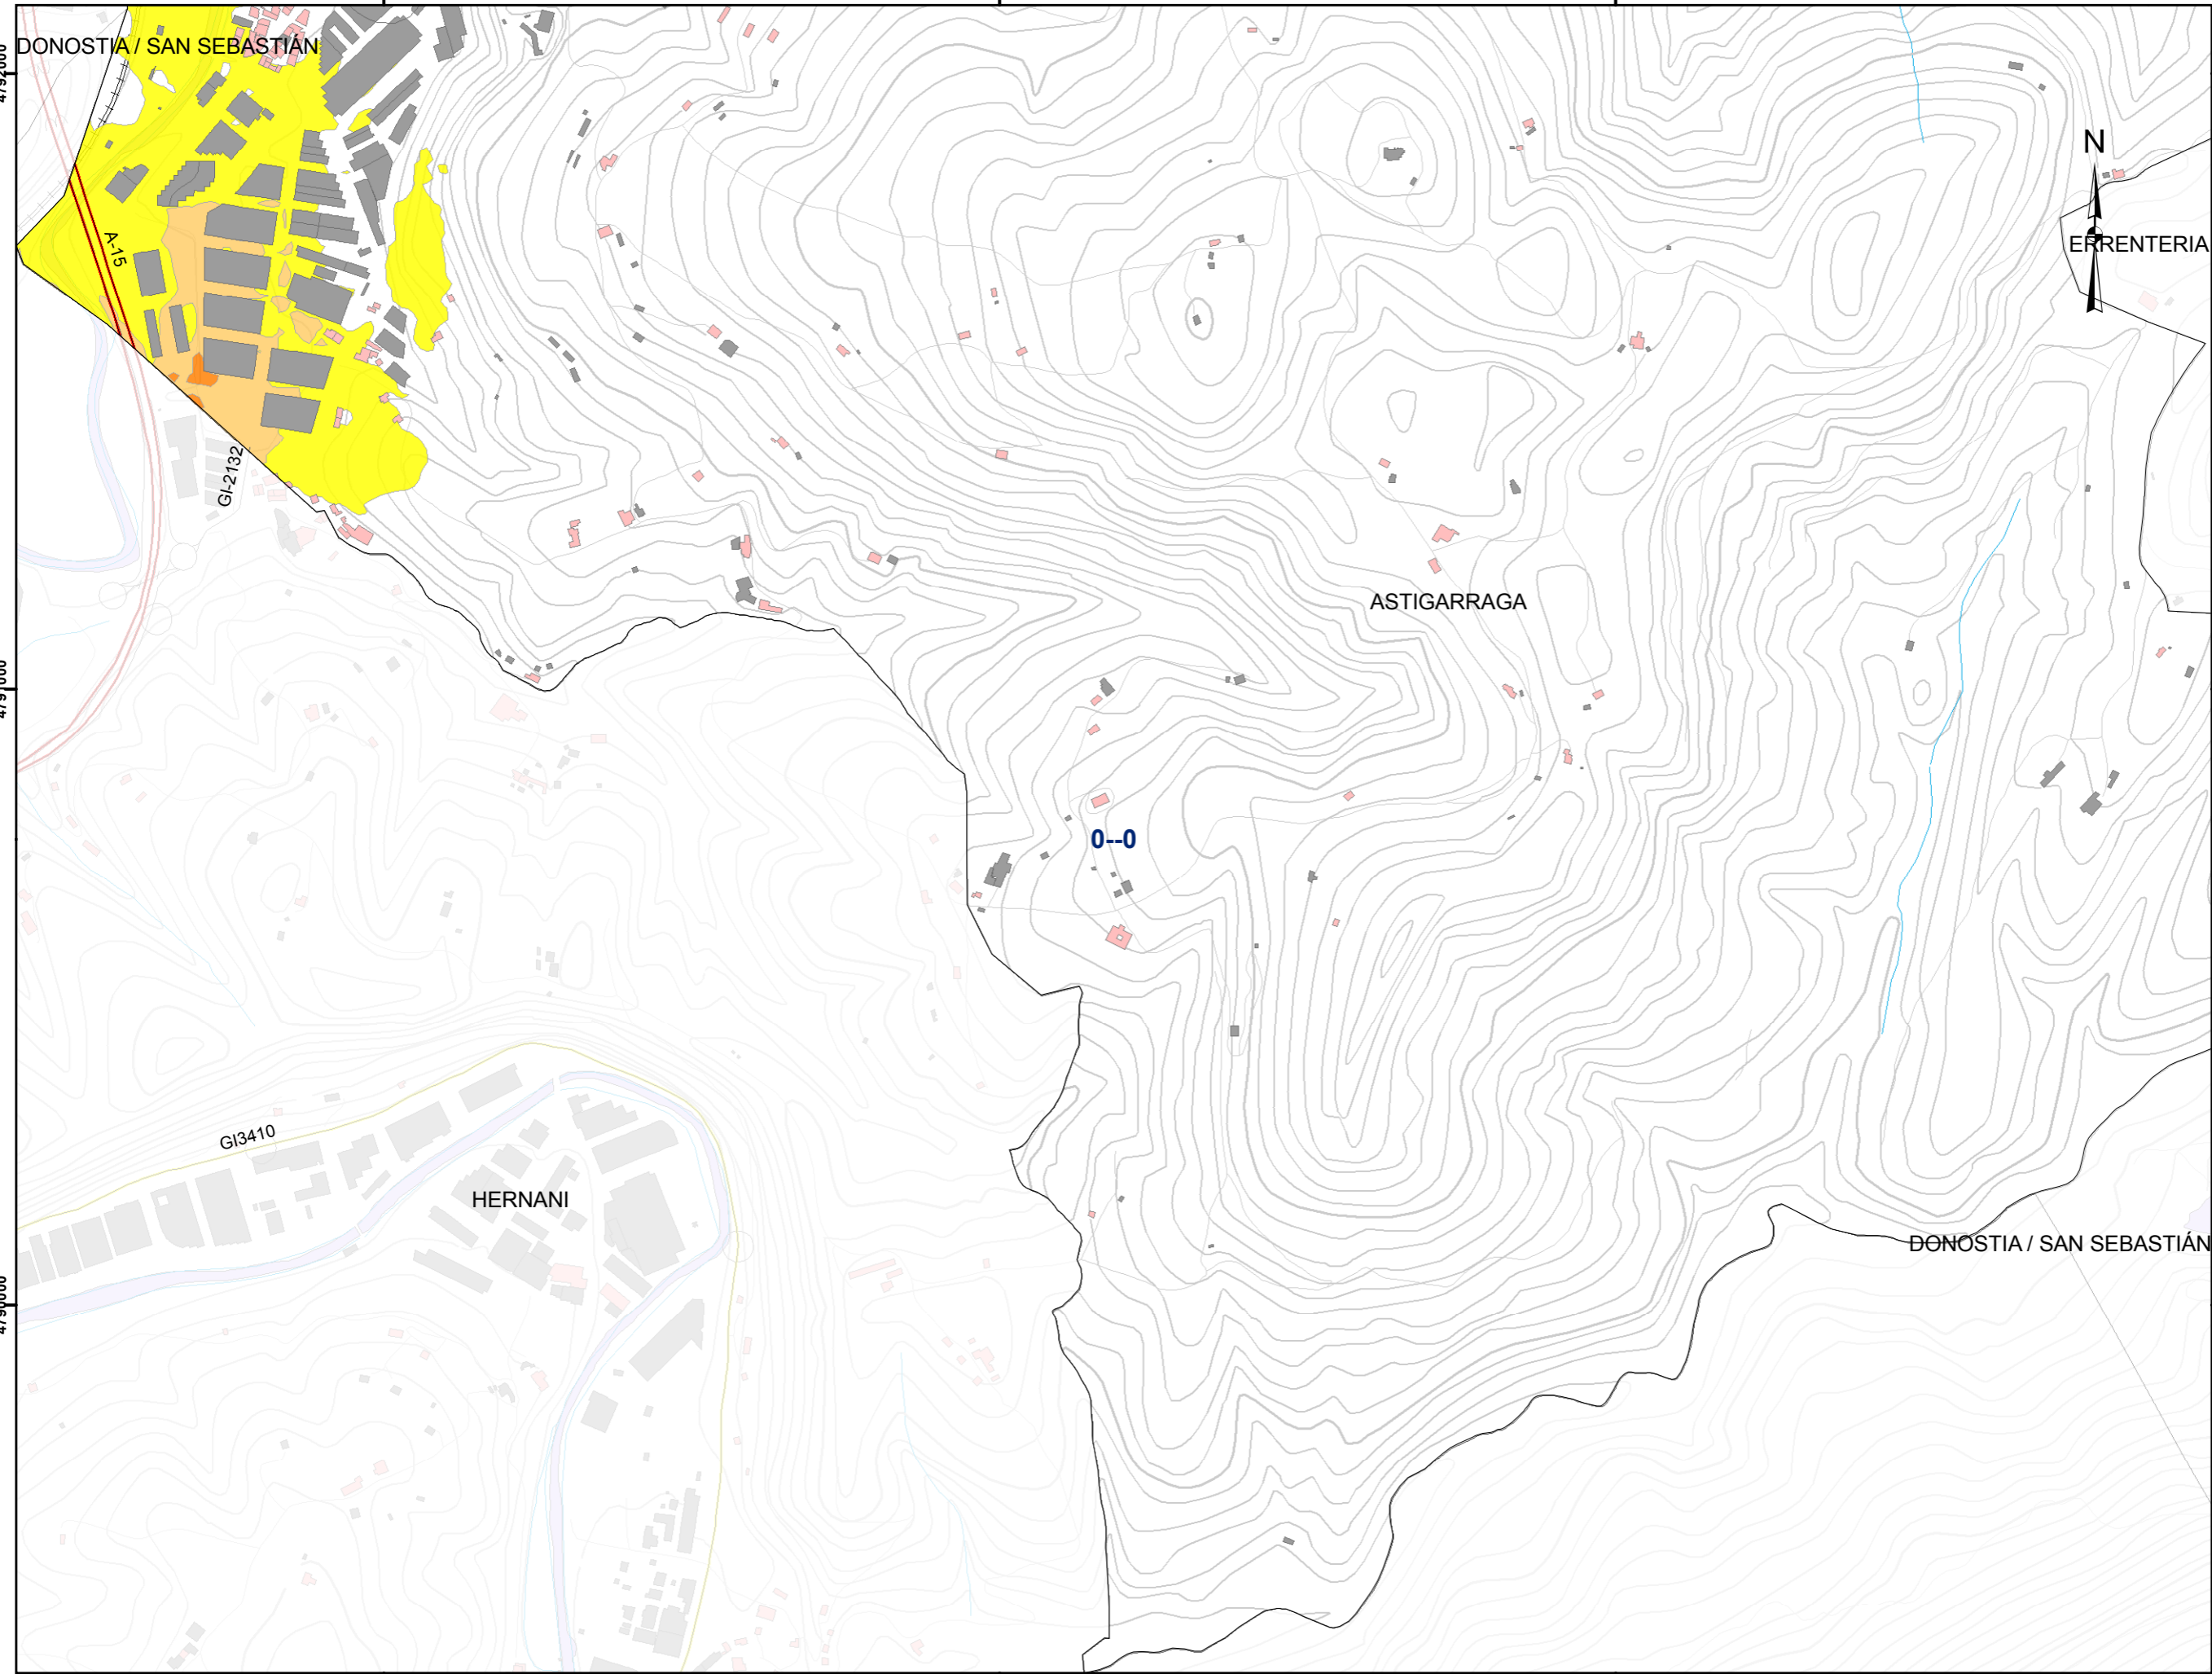 DONOSTIA / SAN SEBASTIÁN
N
ERRENTERIA
A-15
GI-2132
ASTIGARRAGA
0--0
GI3410
HERNANI
DONOSTIA / SAN SEBASTIÁN